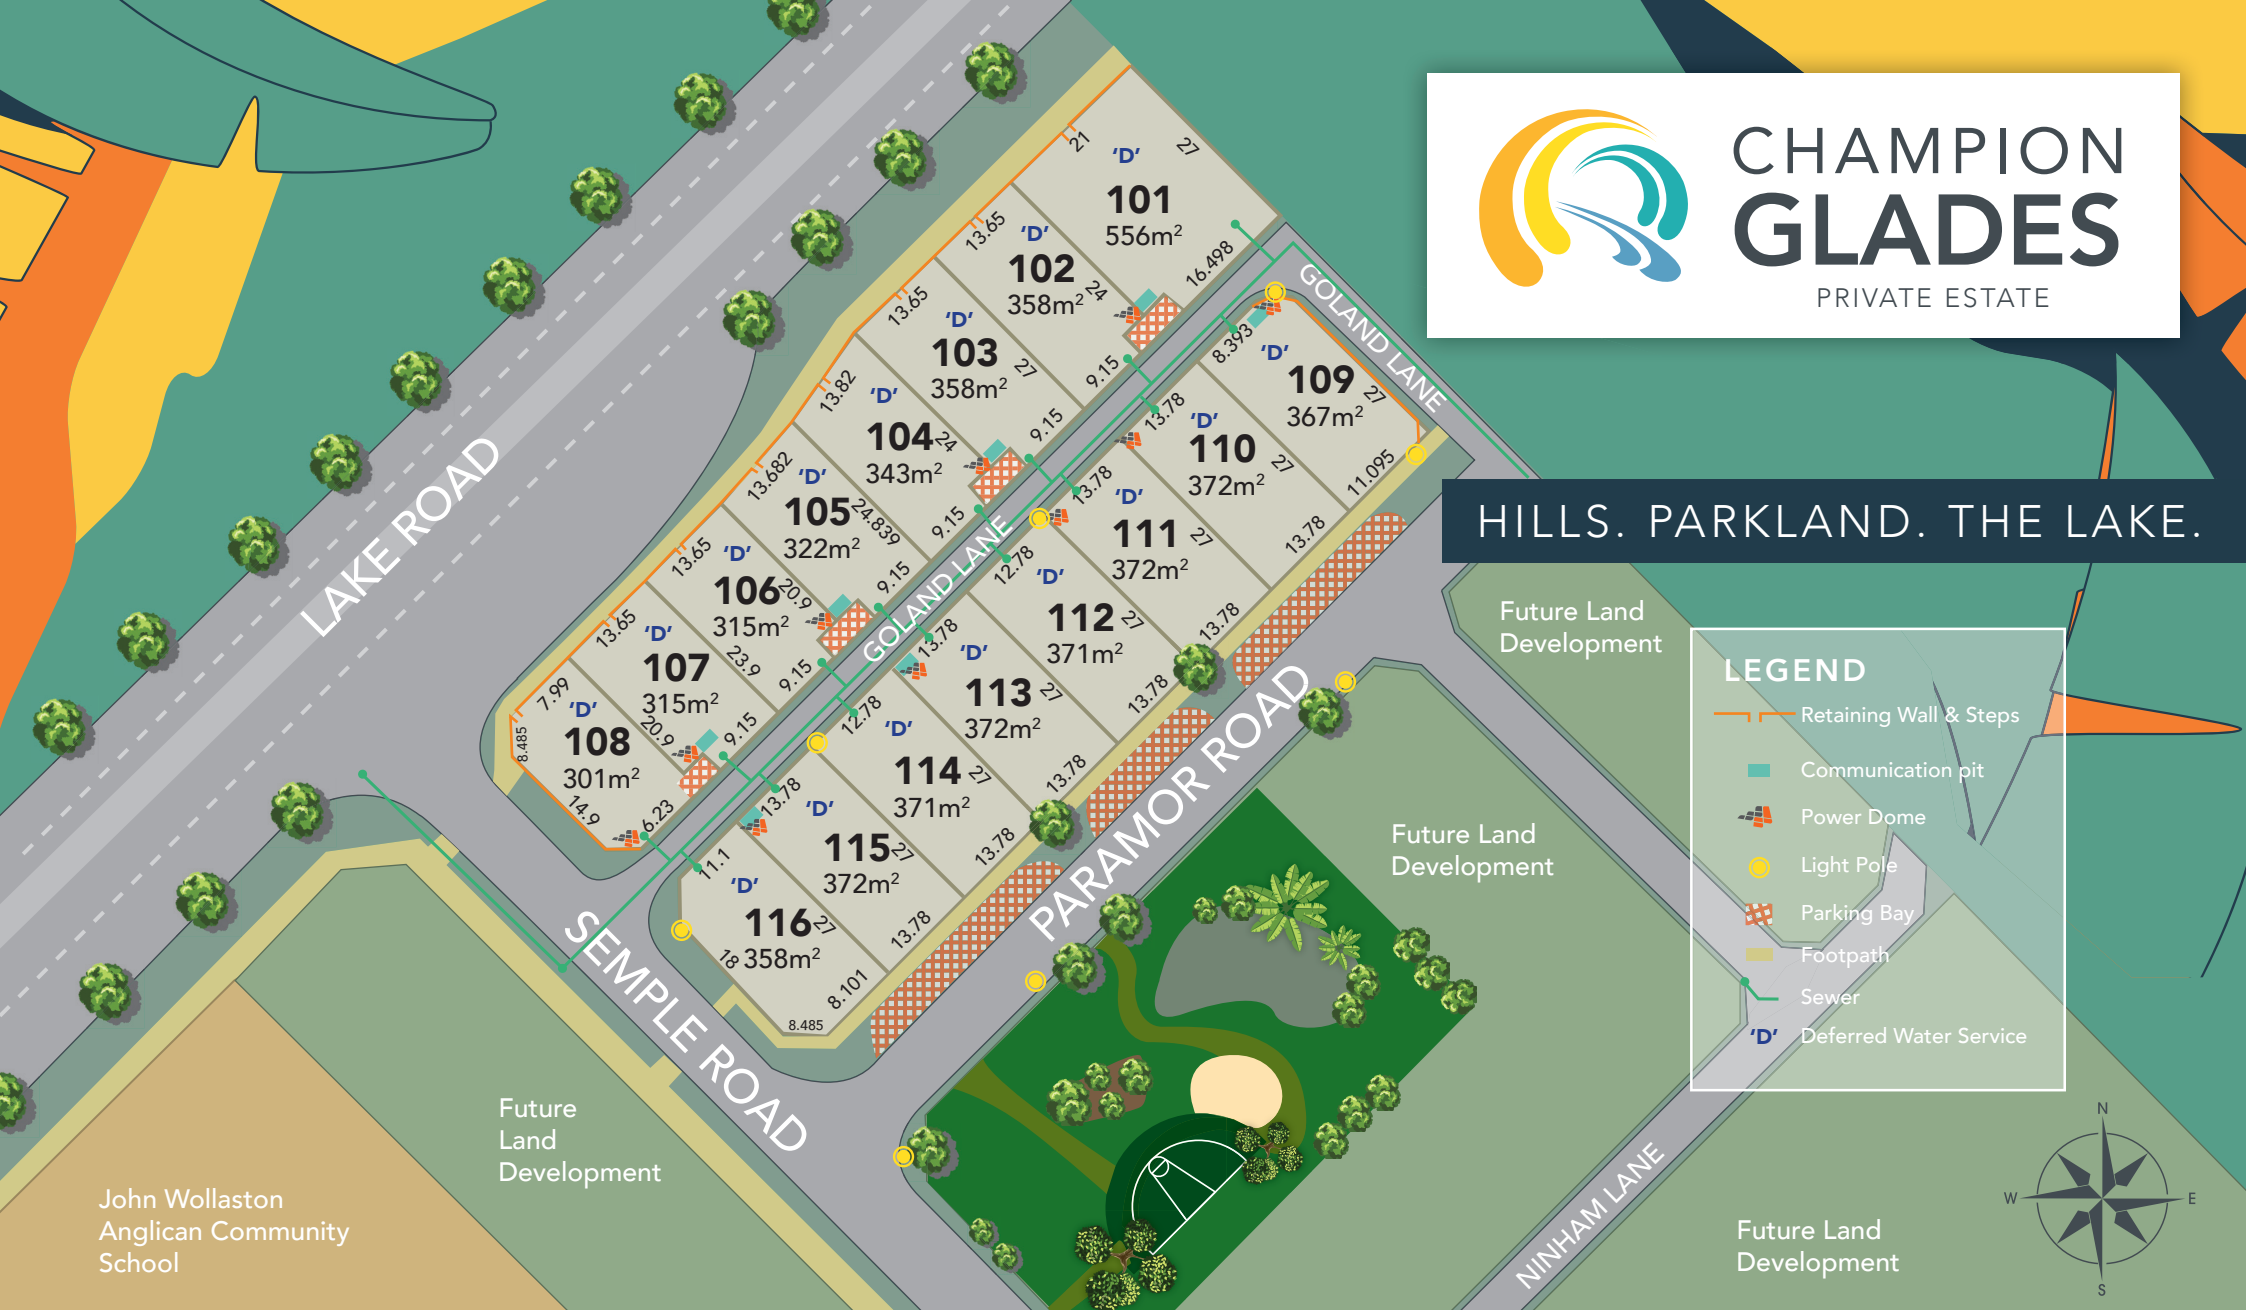 CHAMPION
GLADES
PRIVATE ESTATE
HILLS. PARKLAND. THE LAKE.
LAKE ROAD
GOLAND LANE
GOLAND LANE
PARAMOR ROAD
SEMPLE ROAD
NINHAM LANE
21
27
'D'
101
556m²
16.498
13.65
'D'
102
358m²
24
9.15
13.65
'D'
103
358m²
27
9.15
13.82
'D'
104
343m²
24
9.15
13.682
'D'
105
322m²
24.839
9.15
13.65
'D'
106
315m²
20.9
9.15
13.65
'D'
107
315m²
23.9
9.15
7.99
'D'
108
301m²
20.9
8.485
14.9
6.23
8.393
'D'
109
367m²
27
11.095
13.78
'D'
110
372m²
27
13.78
13.78
'D'
111
372m²
27
13.78
12.78
'D'
112
371m²
27
13.78
13.78
'D'
113
372m²
27
13.78
12.78
'D'
114
371m²
27
13.78
13.78
'D'
115
372m²
27
13.78
11.1
'D'
116
358m²
27
18
8.101
8.485
Future Land
Development
Future Land
Development
Future
Land
Development
Future Land
Development
John Wollaston
Anglican Community
School
LEGEND
Retaining Wall & Steps
Communication pit
Power Dome
Light Pole
Parking Bay
Footpath
Sewer
'D' Deferred Water Service
N
W
E
S